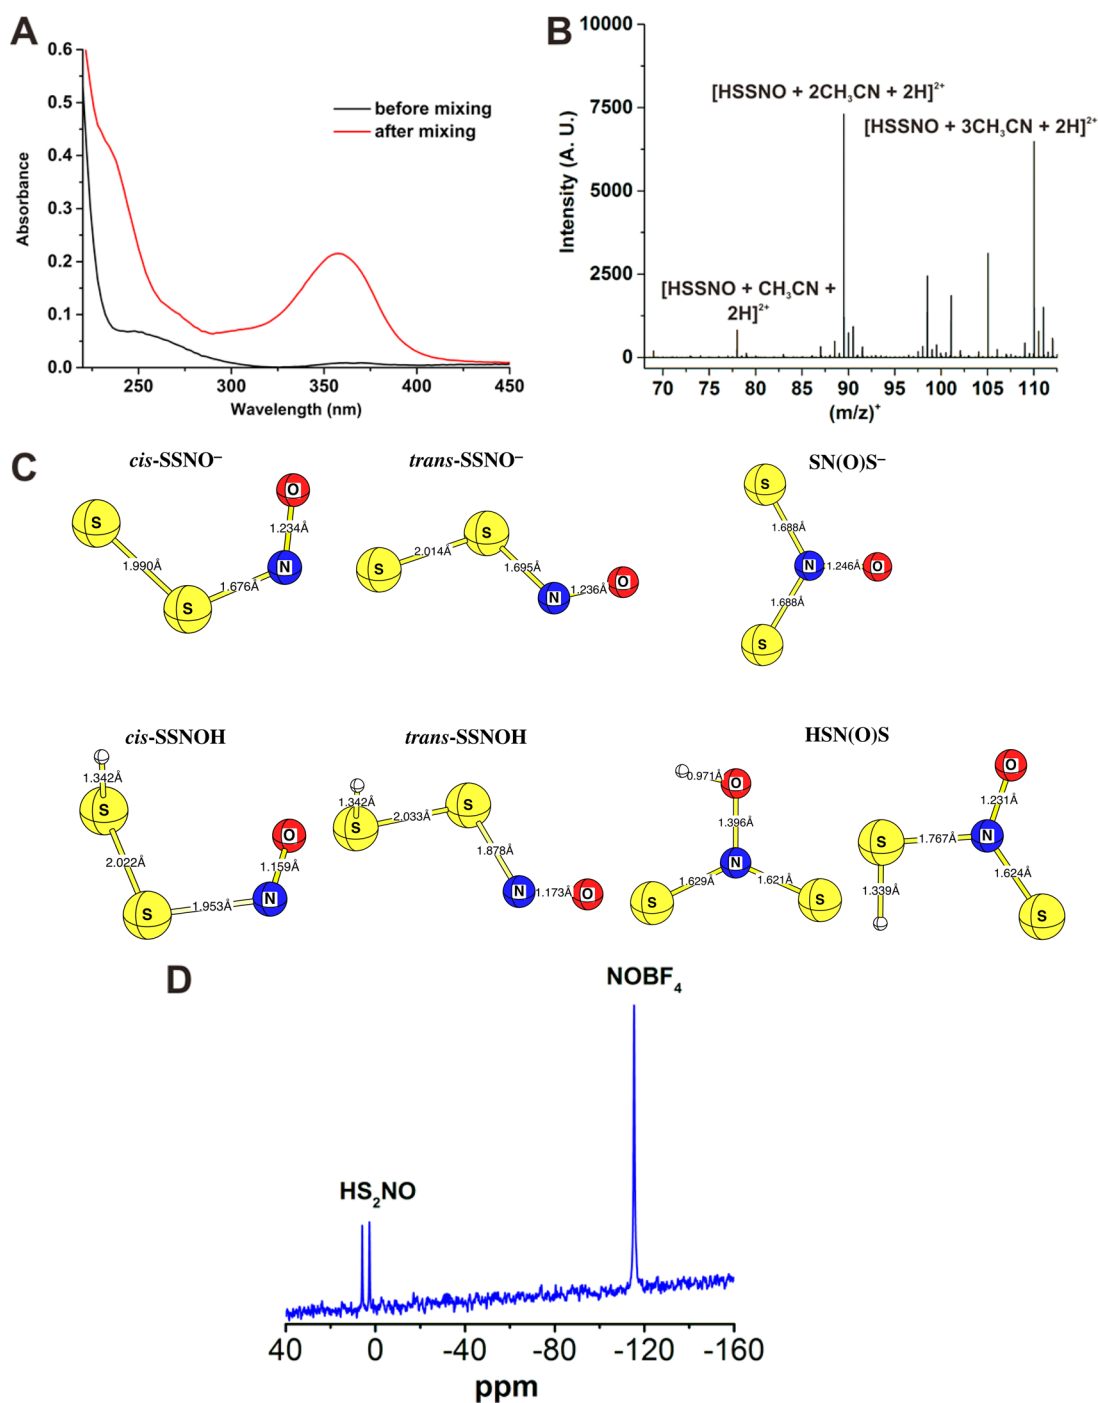 A
0.6
0.5
0.4
0.3
0.2
0.1
0.0
Absorbance
before mixing
after mixing
250 300 350 400 450
Wavelength (nm)
B
10000
7500
5000
2500
0
Intensity (A. U.)
[HSSNO + 2CH₃CN + 2H]²⁺
[HSSNO + 3CH₃CN + 2H]²⁺
[HSSNO + CH₃CN +
2H]²⁺
70 75 80 85 90 95 100 105 110
(m/z)⁺
C
cis-SSNO⁻
S
S
N
O
1.990Å
1.676Å
1.234Å
trans-SSNO⁻
S
S
N
O
2.014Å
1.695Å
1.236Å
SN(O)S⁻
S
N
O
S
1.688Å
1.246Å
1.688Å
cis-SSNOH
1.342Å
S
2.022Å
S
1.953Å
N
1.159Å
O
trans-SSNOH
1.342Å
S
2.033Å
S
1.878Å
N
1.173Å
O
HSN(O)S
0.971Å
O
1.396Å
N
1.629Å
1.621Å
S
S
O
1.231Å
S
1.767Å
N
1.339Å
1.624Å
S
D
NOBF₄
HS₂NO
40 0 -40 -80 -120 -160
ppm